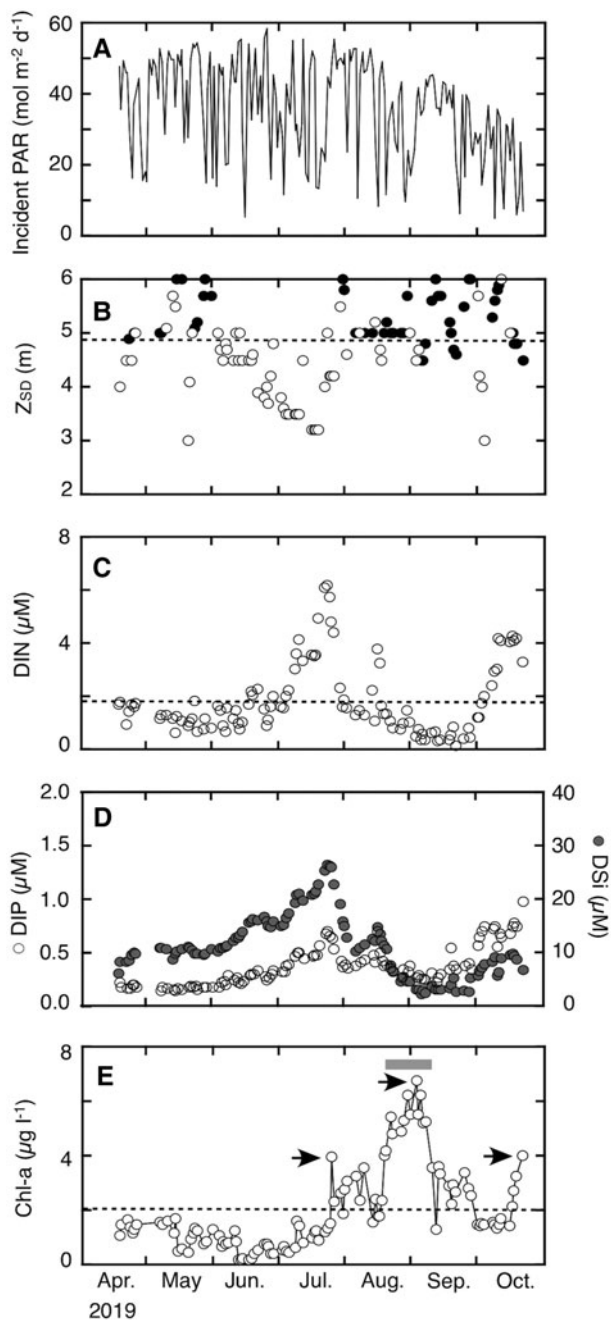 A
Incident PAR (mol m-2 d-1)
60
40
20
0
B
ZSD (m)
6
5
4
3
2
C
DIN (µM)
8
4
0
D
○ DIP (µM)
2.0
1.5
1.0
0.5
0.0
40
30
20
10
0
● DSi (µM)
E
Chl-a (µg l-1)
8
4
2
0
Apr. May Jun. Jul. Aug. Sep. Oct.
2019